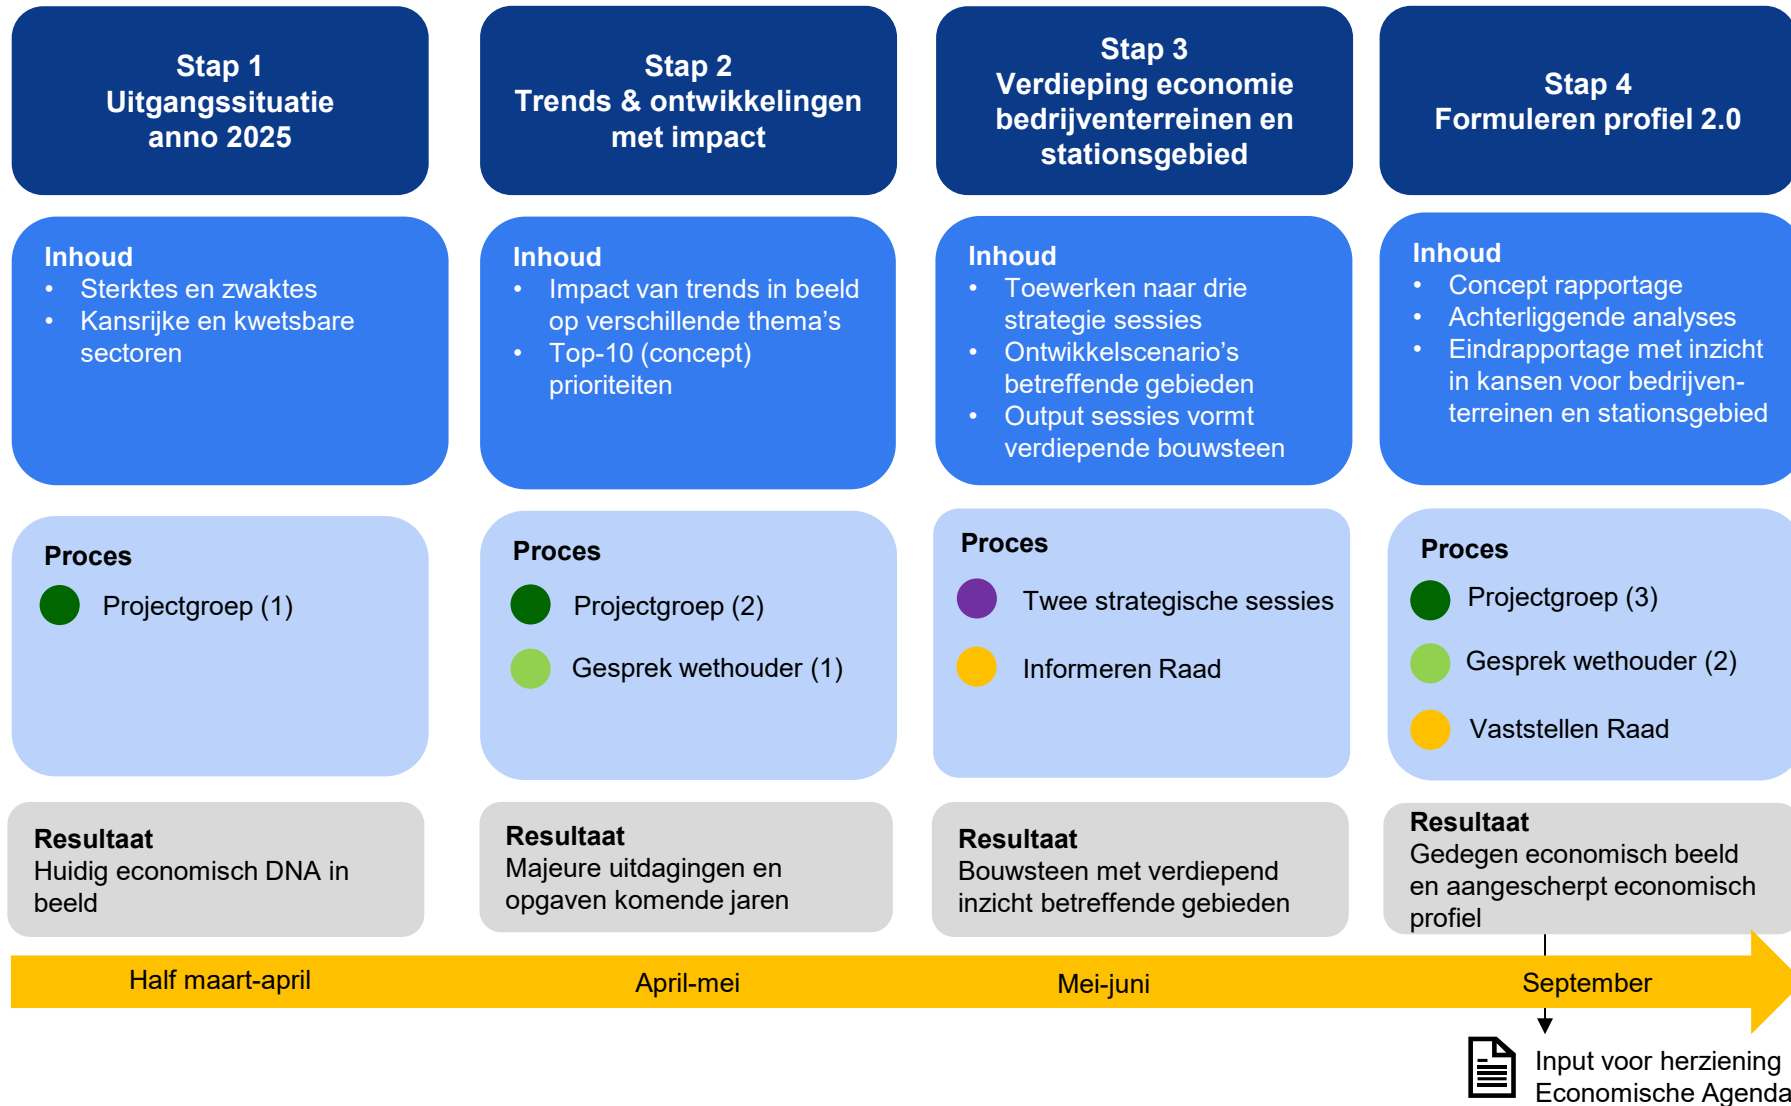 Stap 1
Uitgangssituatie
anno 2025
Stap 2
Trends & ontwikkelingen
met impact
Stap 3
Verdieping economie
bedrijventerreinen en
stationsgebied
Stap 4
Formuleren profiel 2.0
Inhoud
• Sterktes en zwaktes
• Kansrijke en kwetsbare
sectoren
Inhoud
• Impact van trends in beeld
op verschillende thema’s
• Top-10 (concept)
prioriteiten
Inhoud
• Toewerken naar drie
strategie sessies
• Ontwikkelscenario’s
betreffende gebieden
• Output sessies vormt
verdiepende bouwsteen
Inhoud
• Concept rapportage
• Achterliggende analyses
• Eindrapportage met inzicht
in kansen voor bedrijven-
terreinen en stationsgebied
Proces
Projectgroep (1)
Proces
Projectgroep (2)
Gesprek wethouder (1)
Proces
Twee strategische sessies
Informeren Raad
Proces
Projectgroep (3)
Gesprek wethouder (2)
Vaststellen Raad
Resultaat
Huidig economisch DNA in
beeld
Resultaat
Majeure uitdagingen en
opgaven komende jaren
Resultaat
Bouwsteen met verdiepend
inzicht betreffende gebieden
Resultaat
Gedegen economisch beeld
en aangescherpt economisch
profiel
Half maart-april
April-mei
Mei-juni
September
Input voor herziening
Economische Agenda